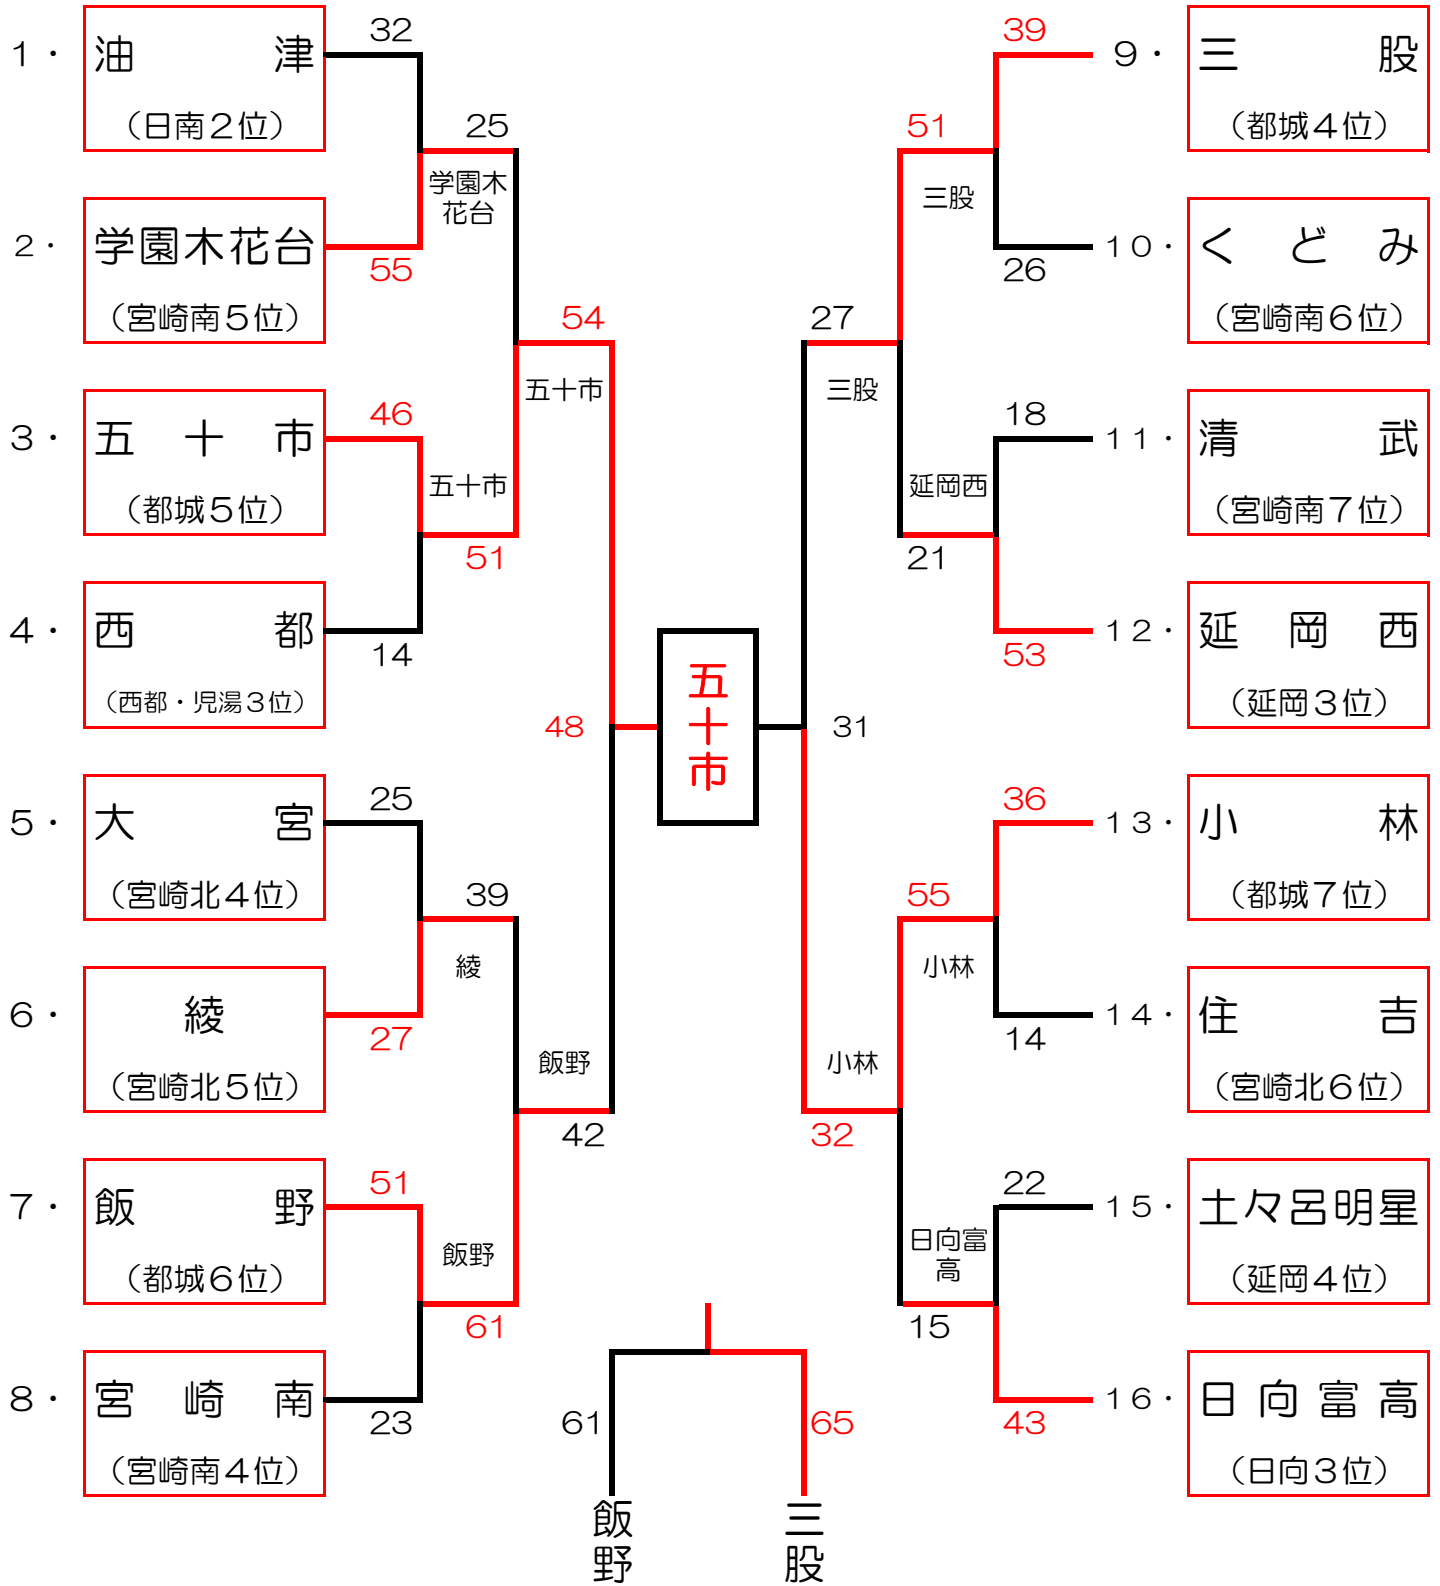 1・
油津
(日南2位)
2・
学園木花台
(宮崎南5位)
3・
五十市
(都城5位)
4・
西都
(西都・児湯3位)
5・
大宮
(宮崎北4位)
6・
綾
(宮崎北5位)
7・
飯野
(都城6位)
8・
宮崎南
(宮崎南4位)
32
55
46
14
25
27
51
23
25
学園木
花台
五十市
51
39
綾
飯野
61
54
五十市
飯野
42
48
五十市
31
27
三股
小林
32
51
三股
延岡西
21
55
小林
日向富
高
15
39
26
18
53
36
14
22
43
9・
三股
(都城4位)
10・
くどみ
(宮崎南6位)
11・
清武
(宮崎南7位)
12・
延岡西
(延岡3位)
13・
小林
(都城7位)
14・
住吉
(宮崎北6位)
15・
土々呂明星
(延岡4位)
16・
日向富高
(日向3位)
61
65
飯野
三股